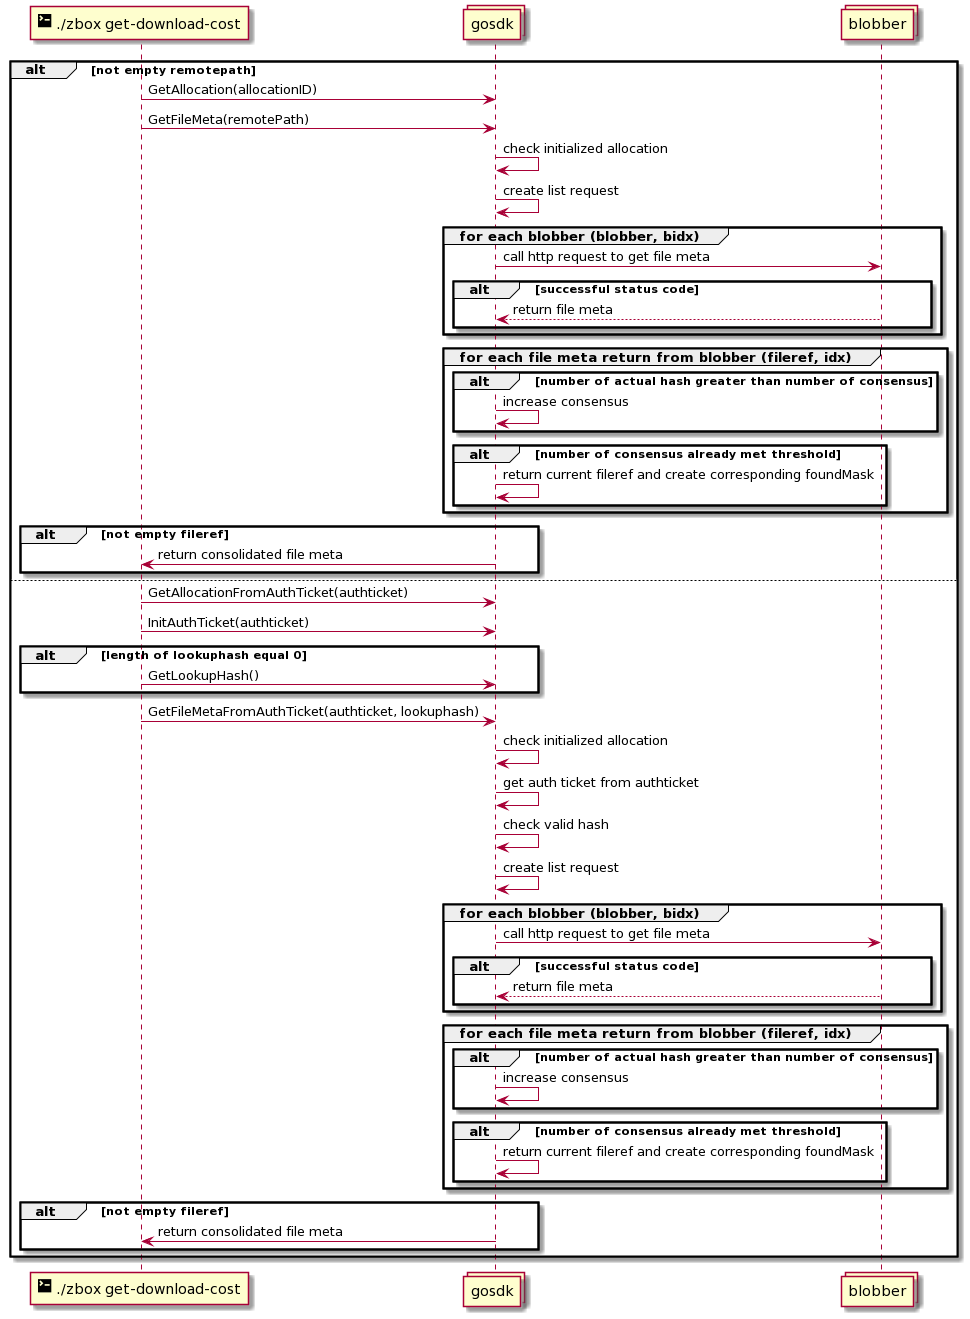 ./zbox get-download-cost
gosdk
blobber
alt [not empty remotepath]
GetAllocation(allocationID)
GetFileMeta(remotePath)
check initialized allocation
create list request
for each blobber (blobber, bidx)
call http request to get file meta
alt [successful status code]
return file meta
for each file meta return from blobber (fileref, idx)
alt [number of actual hash greater than number of consensus]
increase consensus
alt [number of consensus already met threshold]
return current fileref and create corresponding foundMask
alt [not empty fileref]
return consolidated file meta
GetAllocationFromAuthTicket(authticket)
InitAuthTicket(authticket)
alt [length of lookuphash equal 0]
GetLookupHash()
GetFileMetaFromAuthTicket(authticket, lookuphash)
check initialized allocation
get auth ticket from authticket
check valid hash
create list request
for each blobber (blobber, bidx)
call http request to get file meta
alt [successful status code]
return file meta
for each file meta return from blobber (fileref, idx)
alt [number of actual hash greater than number of consensus]
increase consensus
alt [number of consensus already met threshold]
return current fileref and create corresponding foundMask
alt [not empty fileref]
return consolidated file meta
./zbox get-download-cost
gosdk
blobber